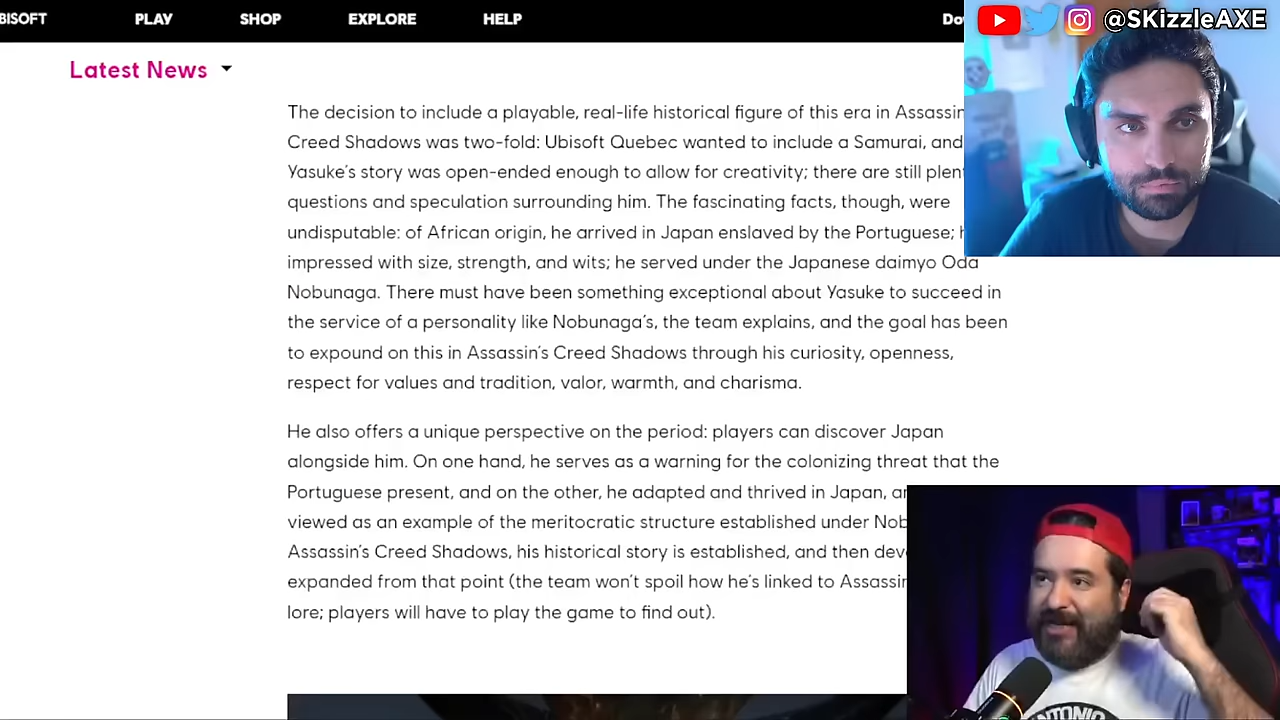 BISOFT PLAY SHOP EXPLORE HELP
@SKizzleAXE
Latest News
The decision to include a playable, real-life historical figure of this era in Assassin
Creed Shadows was two-fold: Ubisoft Quebec wanted to include a Samurai, and
Yasuke's story was open-ended enough to allow for creativity; there are still
questions and speculation surrounding him. The fascinating facts, though, were
undisputable: of African origin, he arrived in Japan enslaved by the Portuguese;
impressed with size, strength, and wits; he served under the Japanese daimyo Oda
Nobunaga. There must have been something exceptional about Yasuke to succeed in
the service of a personality like Nobunaga's, the team explains, and the goal has been
to expound on this in Assassin's Creed Shadows through his curiosity, openness,
respect for values and tradition, valor, warmth, and charisma.
He also offers a unique perspective on the period: players can discover Japan
alongside him. On one hand, he serves as a warning for the colonizing threat that the
Portuguese present, and on the other, he adapted and thrived in Japan,
viewed as an example of the meritocratic structure established under Nob
Assassin's Creed Shadows, his historical story is established, and then
expanded from that point (the team won't spoil how he's linked to Assassin
lore; players will have to play the game to find out).
ANTONIO